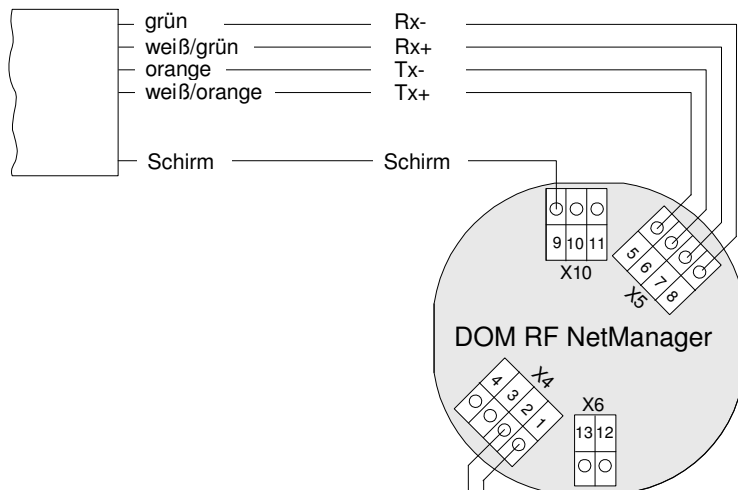 grün Rx-
weiß/grün Rx+
orange Tx-
weiß/orange Tx+
Schirm Schirm
9 10 11
X10
5 6 7 8
X5
DOM RF NetManager
4 3 2 1
X4
X6
13 12